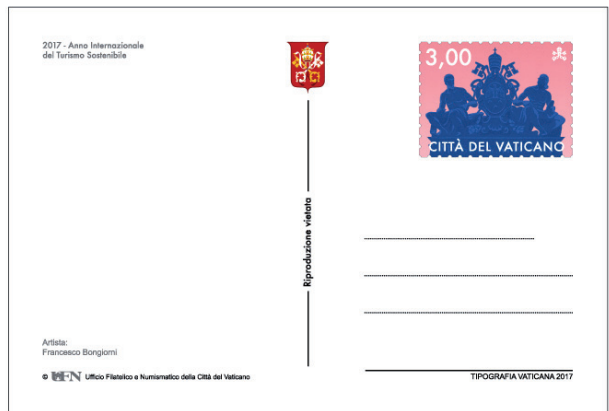 2017 - Anno Internazionale
del Turismo Sostenibile
3,00
CITTÀ DEL VATICANO
Riproduzione vietata
Artista:
Francesco Bongiorni
© UFN Ufficio Filatelico e Numismatico della Città del Vaticano
TIPOGRAFIA VATICANA 2017